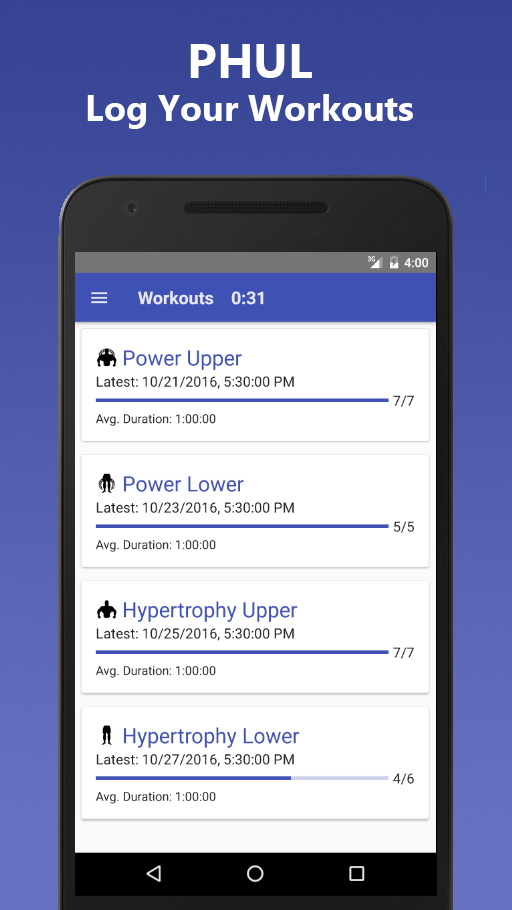 PHUL
Log Your Workouts
3G 4:00
Workouts 0:31
Power Upper
Latest: 10/21/2016, 5:30:00 PM
7/7
Avg. Duration: 1:00:00
Power Lower
Latest: 10/23/2016, 5:30:00 PM
5/5
Avg. Duration: 1:00:00
Hypertrophy Upper
Latest: 10/25/2016, 5:30:00 PM
7/7
Avg. Duration: 1:00:00
Hypertrophy Lower
Latest: 10/27/2016, 5:30:00 PM
4/6
Avg. Duration: 1:00:00